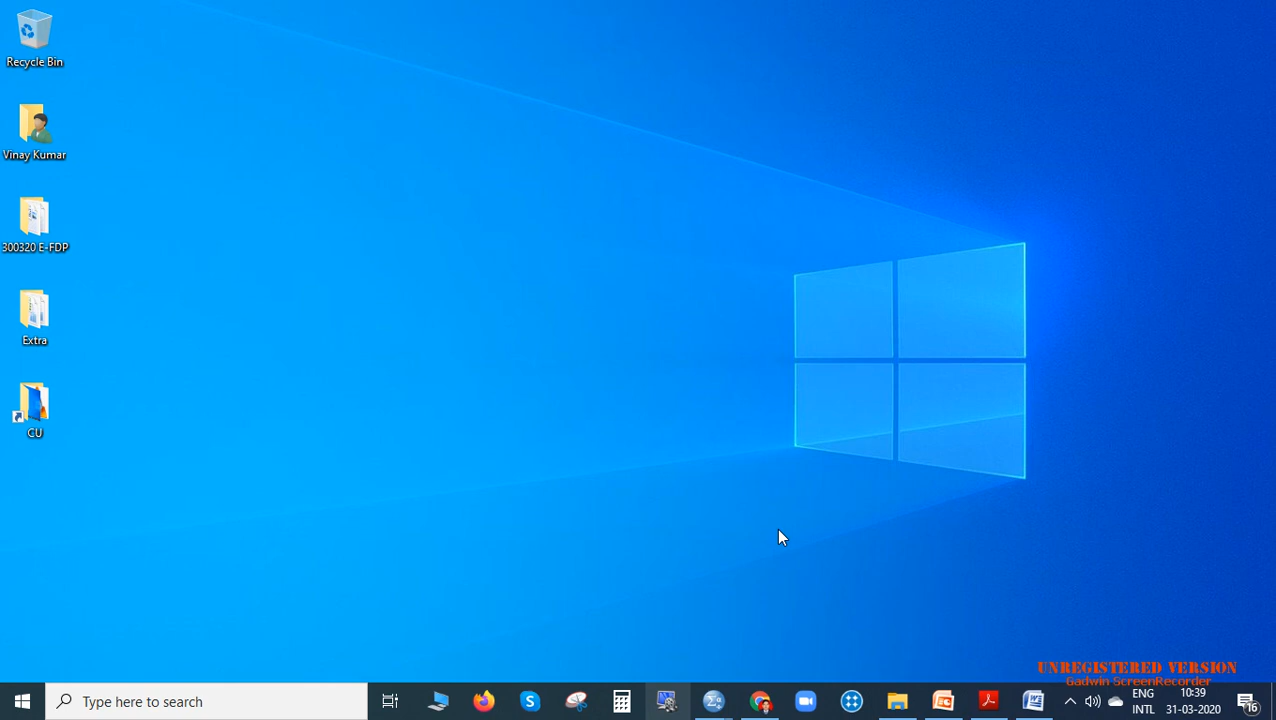 Recycle Bin
Vinay Kumar
300320 E-FDP
Extra
CU
UNREGISTERED VERSION
Gadwin ScreenRecorder
Type here to search
ENG
INTL
10:39
31-03-2020
16